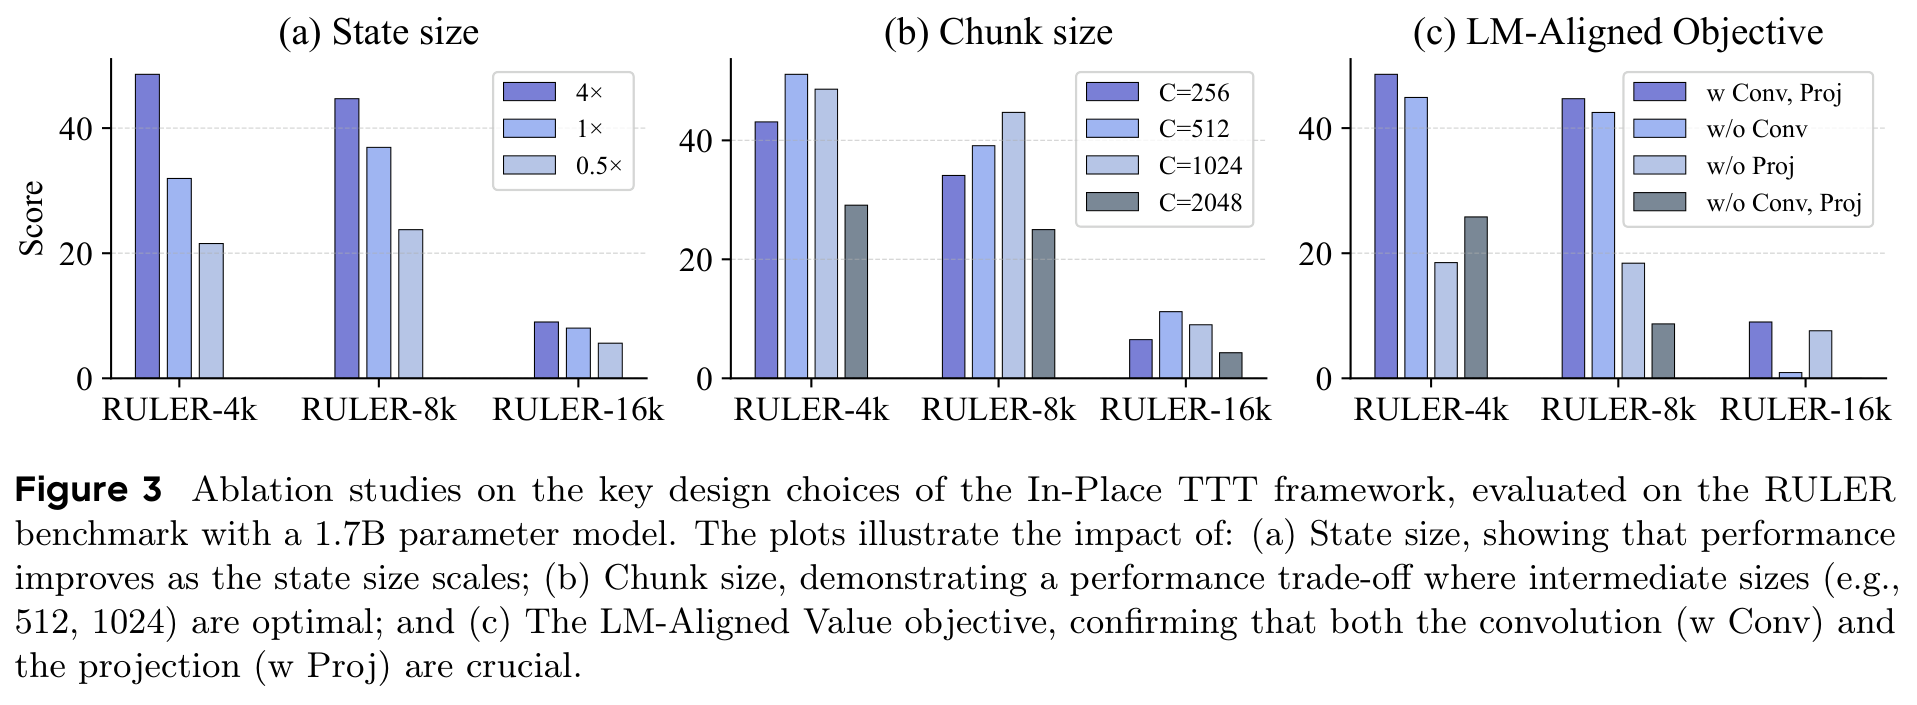 (a) State size
Score
40
20
0
4×
1×
0.5×
RULER-4k RULER-8k RULER-16k
(b) Chunk size
40
20
0
C=256
C=512
C=1024
C=2048
RULER-4k RULER-8k RULER-16k
(c) LM-Aligned Objective
40
20
0
w Conv, Proj
w/o Conv
w/o Proj
w/o Conv, Proj
RULER-4k RULER-8k RULER-16k
Figure 3 Ablation studies on the key design choices of the In-Place TTT framework, evaluated on the RULER
benchmark with a 1.7B parameter model. The plots illustrate the impact of: (a) State size, showing that performance
improves as the state size scales; (b) Chunk size, demonstrating a performance trade-off where intermediate sizes (e.g.,
512, 1024) are optimal; and (c) The LM-Aligned Value objective, confirming that both the convolution (w Conv) and
the projection (w Proj) are crucial.